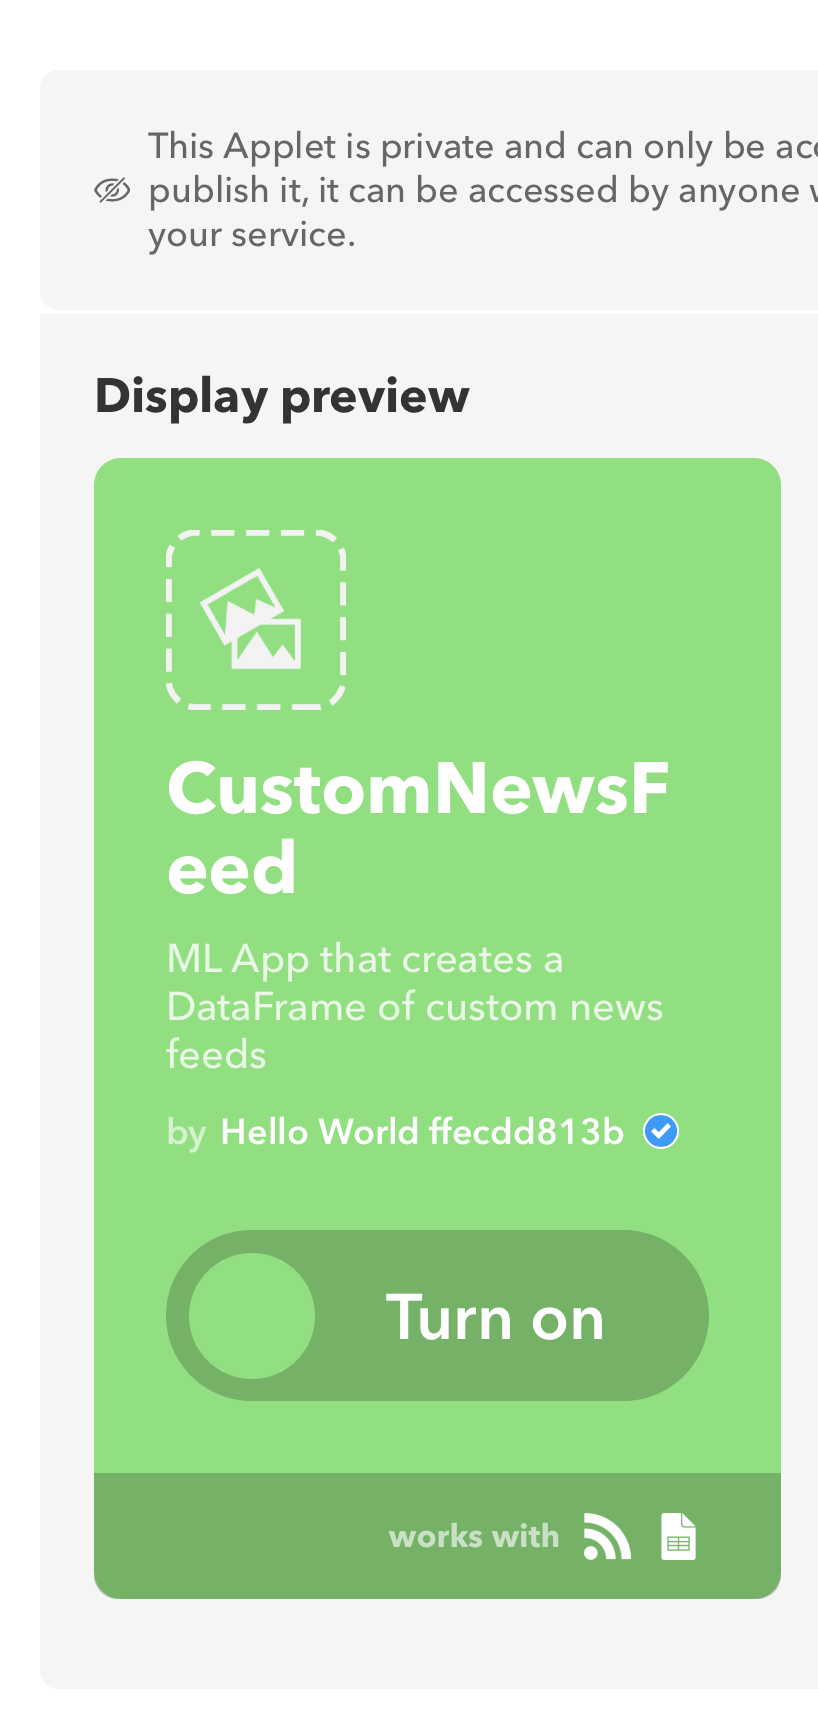 This Applet is private and can only be
publish it, it can be accessed by anyone
your service.
Display preview
CustomNewsF
eed
ML App that creates a
DataFrame of custom news
feeds
by Hello World ffecdd813b
Turn on
works with